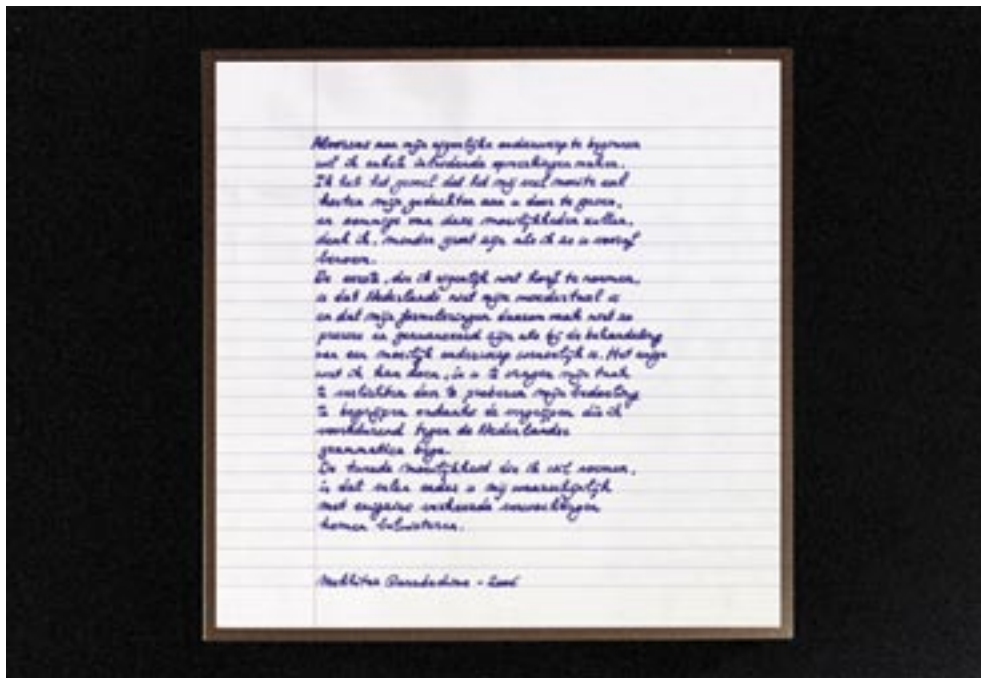 Alvorens aan mijn eigenlijke onderwerp te beginnen
wil ik enkele inleidende opmerkingen maken.
Ik heb het gevoel dat het mij veel moeite zal
kosten mijn gedachten aan u door te geven,
en sommige van deze moeilijkheden zullen,
denk ik, minder groot zijn als ik ze u vooraf
benoem.
De eerste, die ik eigenlijk niet hoef te noemen,
is dat Nederlands niet mijn moedertaal is
en dat mijn formuleringen daarom vaak niet zo
precies en genuanceerd zijn als bij de behandeling
van een moeilijk onderwerp wenselijk is. Het enige
wat ik kan doen, is u te vragen mijn taak
te verlichten door te proberen mijn bedoeling
te begrijpen ondanks de vergrijpen die ik
voortdurend tegen de Nederlandse
grammatica bega.
De tweede moeilijkheid die ik wil noemen,
is dat velen onder u mij waarschijnlijk
met enigszins verkeerde verwachtingen
komen beluisteren.